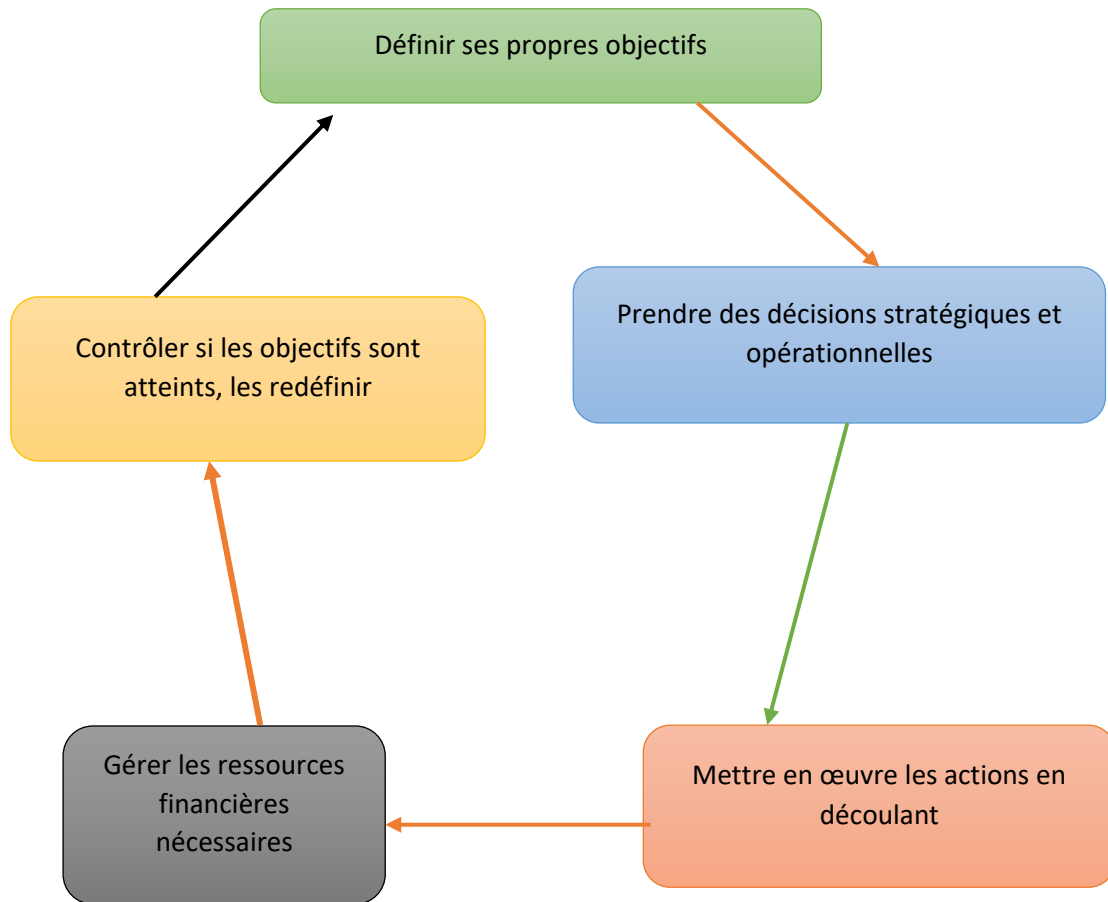 Définir ses propres objectifs
Prendre des décisions stratégiques et
opérationnelles
Contrôler si les objectifs sont
atteints, les redéfinir
Gérer les ressources
financières
nécessaires
Mettre en œuvre les actions en
découlant